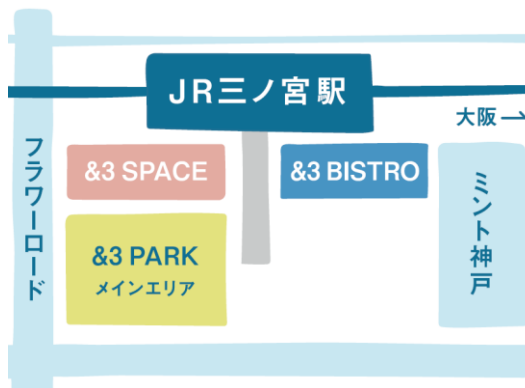 JR三ノ宮駅
大阪→
フラワーロード
&3 SPACE
&3 BISTRO
ミント神戸
&3 PARK
メインエリア